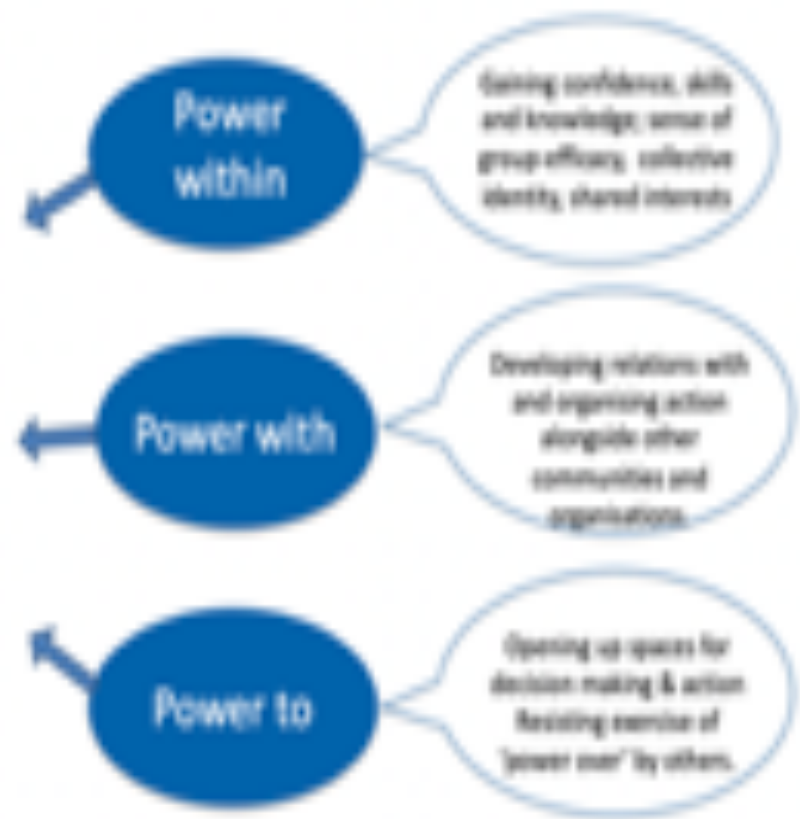 Power
within
Gaining confidence, skills
and knowledge; sense of
group efficacy, collective
identity, shared interests
Power with
Developing relations with
and organising action
alongside other
communities and
organisations.
Power to
Opening up spaces for
decision making & action
Resisting exercise of
'power over' by others.